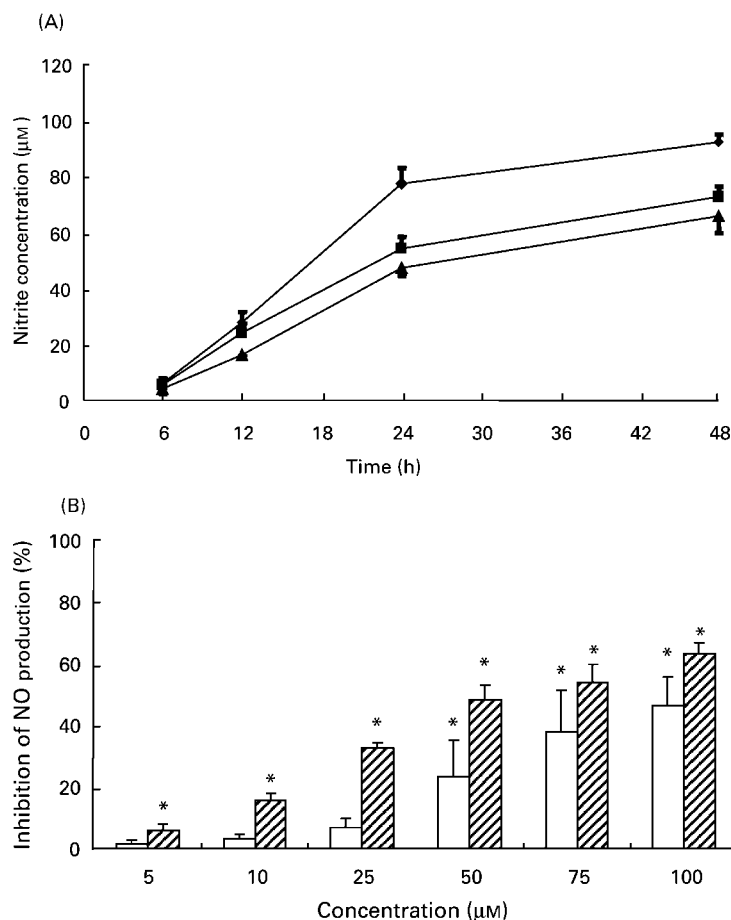 (A)
Nitrite concentration (μM)
120
100
80
60
40
20
0
0 6 12 18 24 30 36 42 48
Time (h)
(B)
Inhibition of NO production (%)
100
80
60
40
20
0
* * * * * * * * *
5 10 25 50 75 100
Concentration (μM)